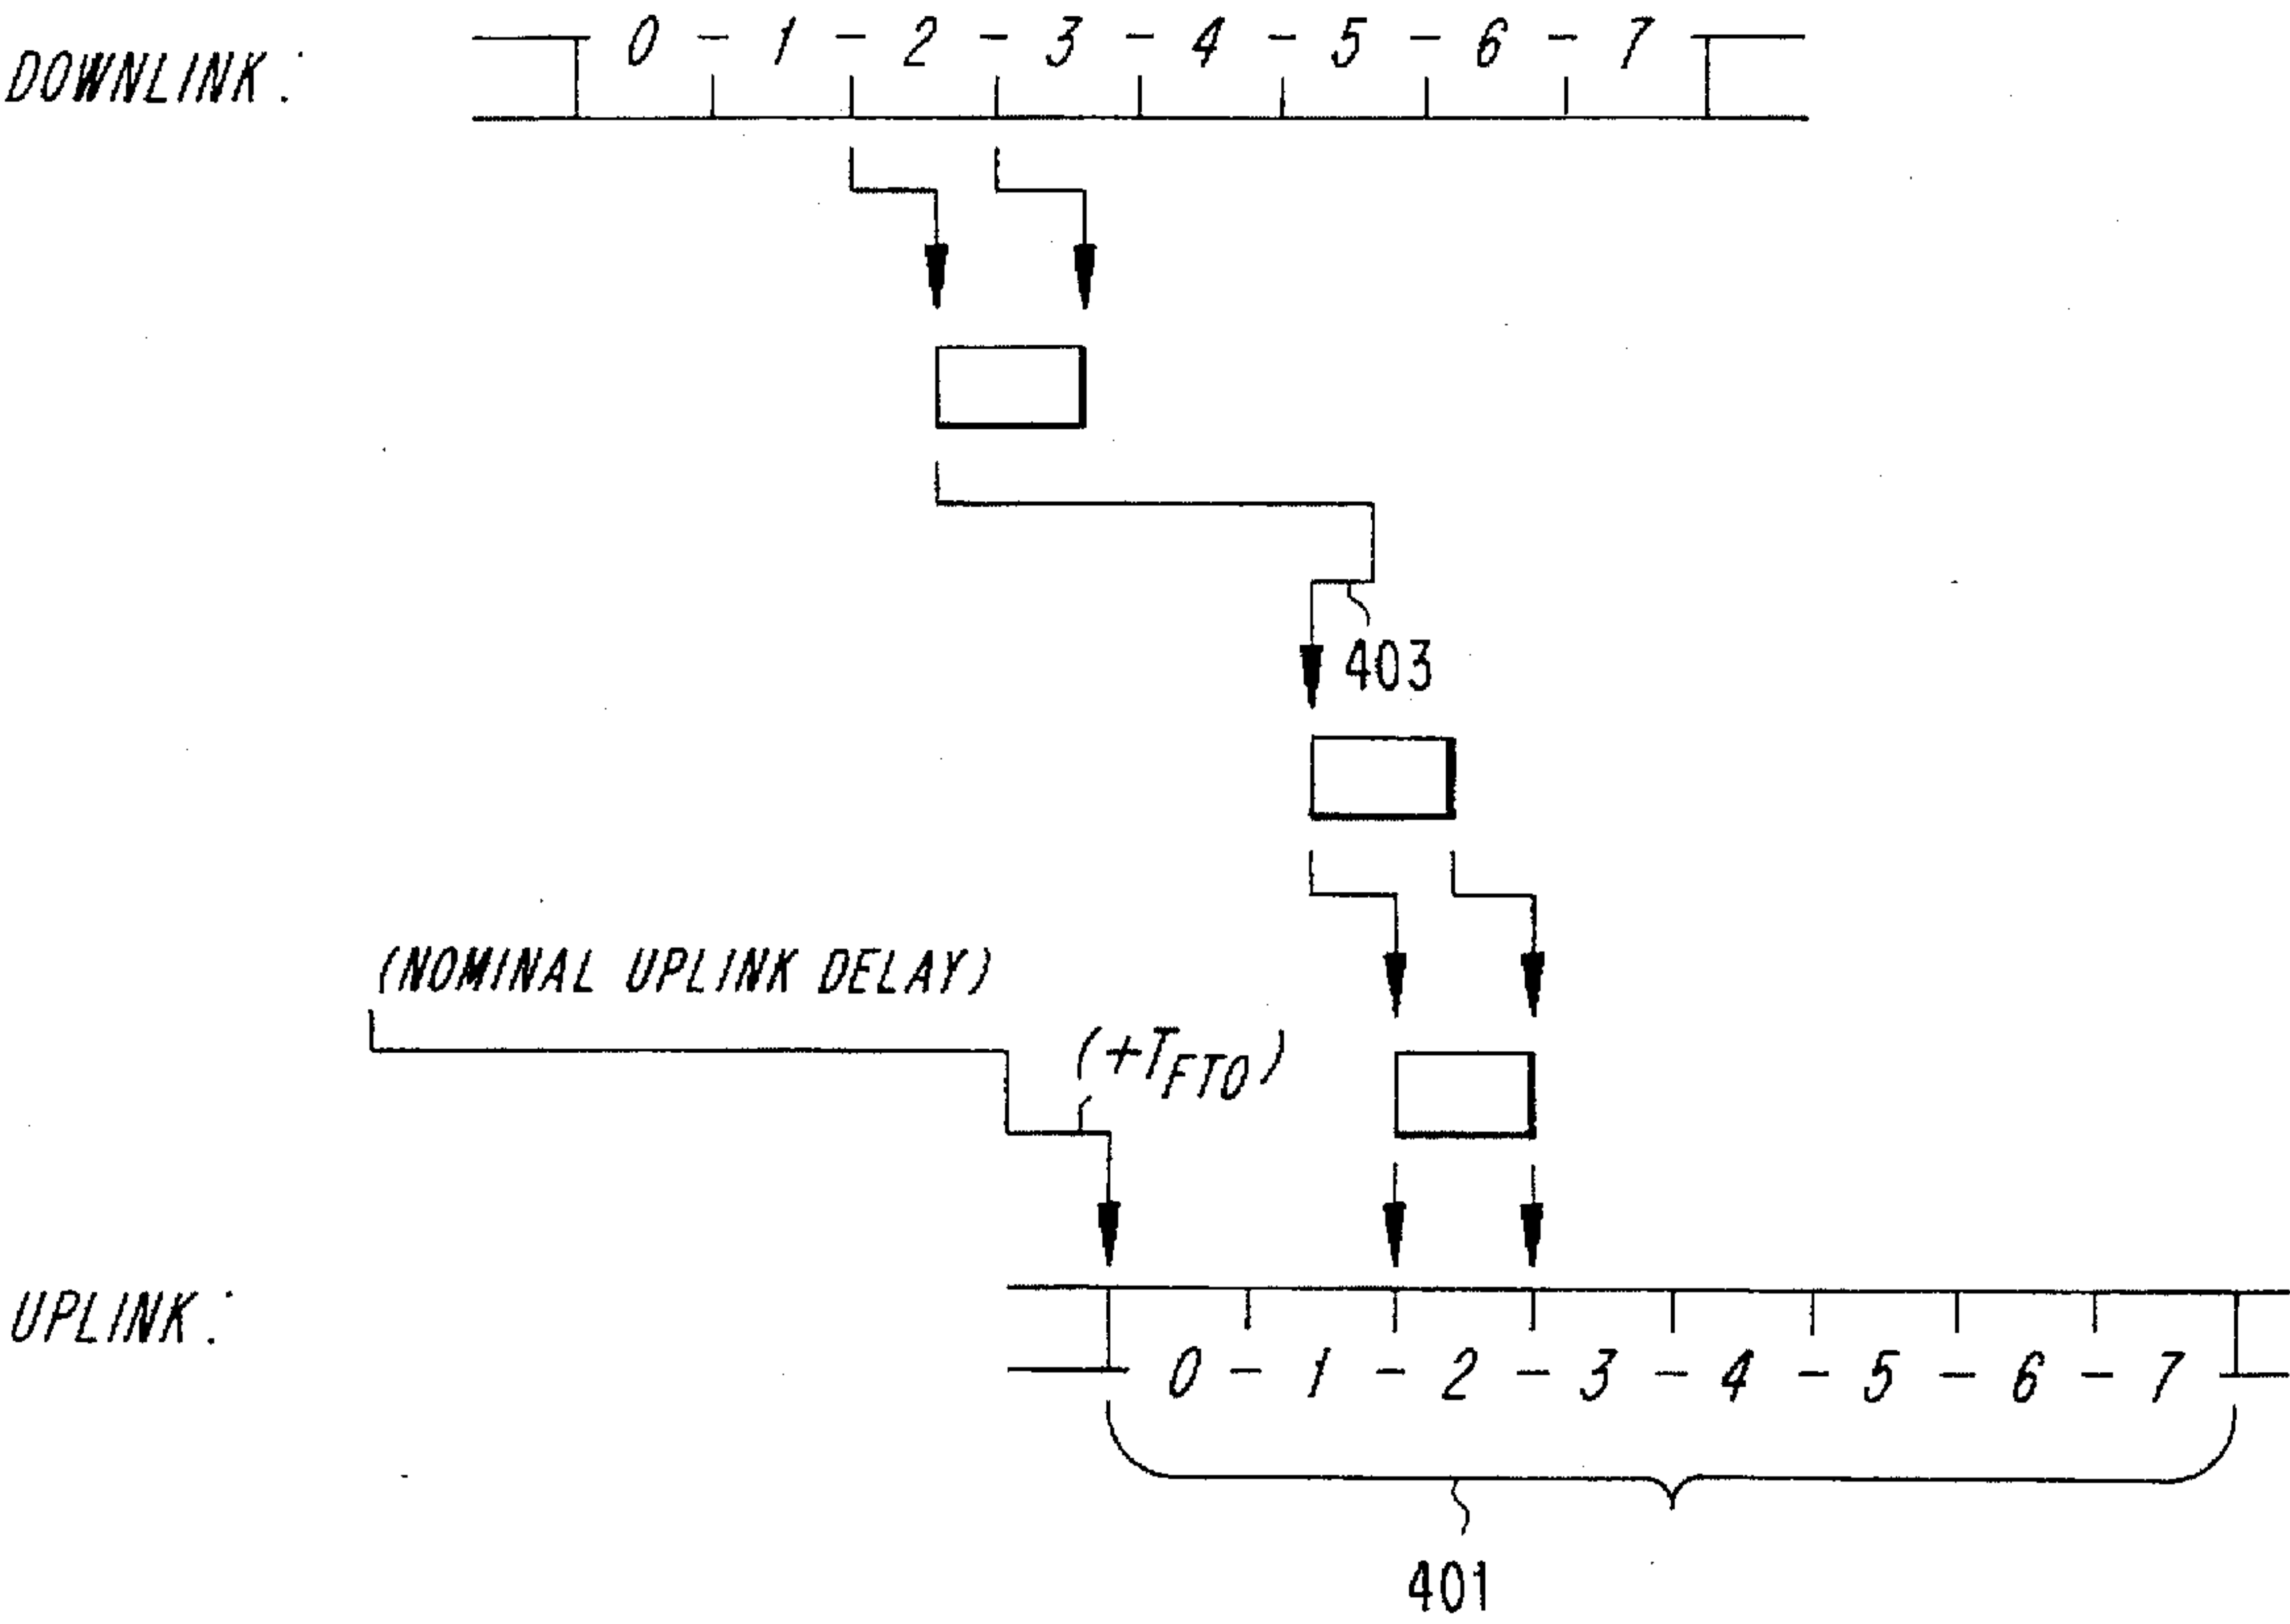 DOWNLINK: 0 - 1 - 2 - 3 - 4 - 5 - 6 - 7
403
(NOMINAL UPLINK DELAY)
(+TFTO)
UPLINK: 0 - 1 - 2 - 3 - 4 - 5 - 6 - 7
401